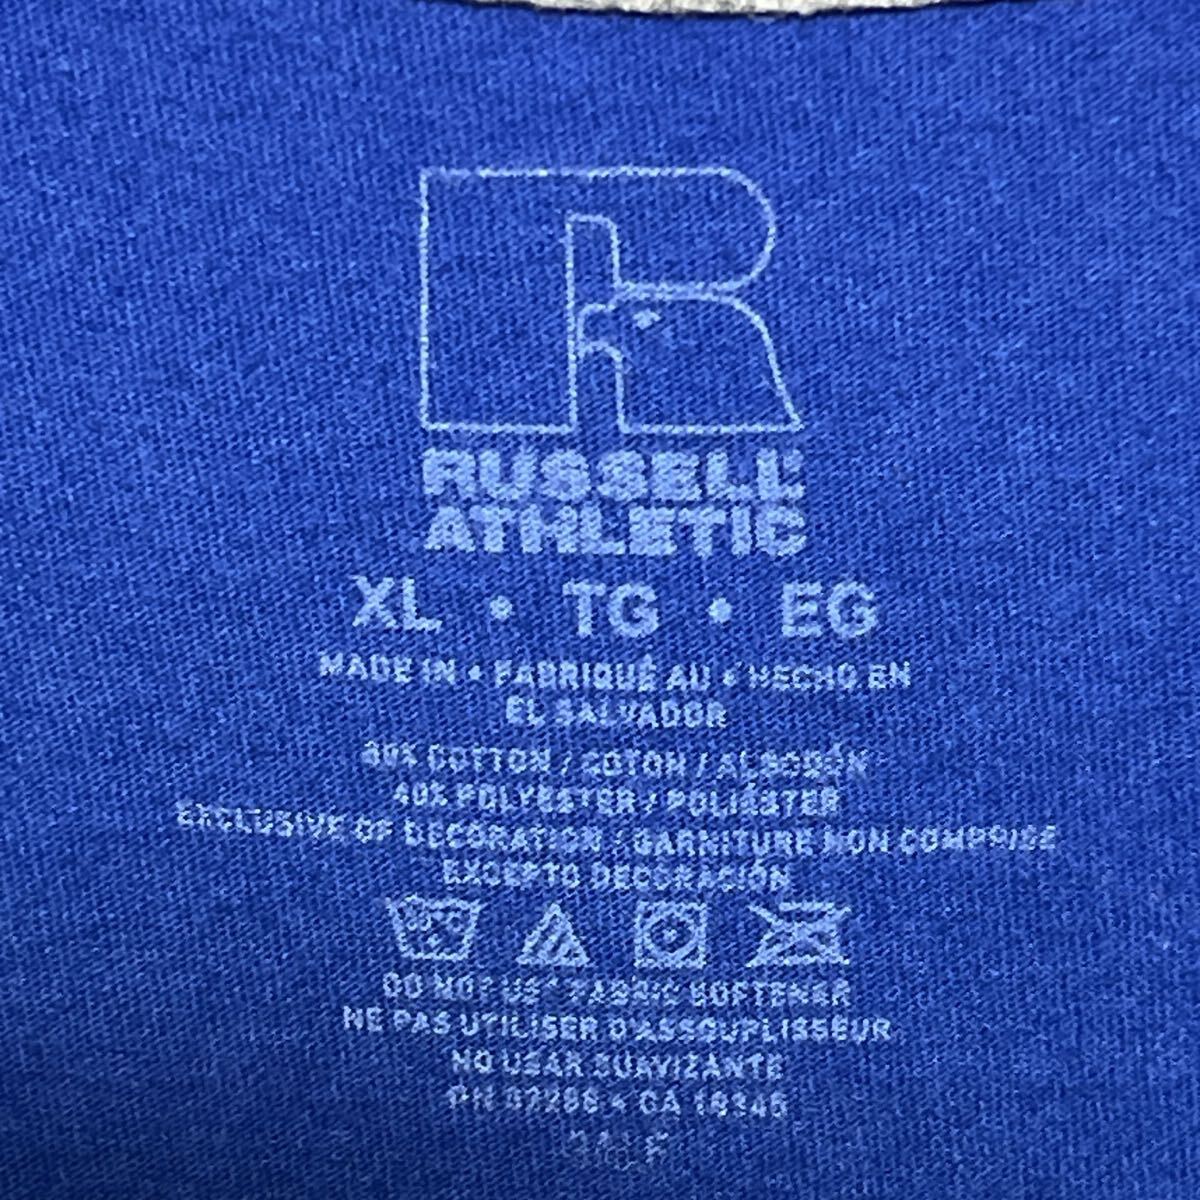 RUSSELL
ATHLETIC
XL • TG • EG
MADE IN • FABRIQUÉ AU • HECHO EN
EL SALVADOR
60% COTTON / COTON / ALGODÓN
40% POLYESTER / POLIÉSTER
EXCLUSIVE OF DECORATION / GARNITURE NON COMPRISE
EXCEPTO DECORACIÓN
DO NOT USE FABRIC SOFTENER
NE PAS UTILISER D'ASSOUPLISSEUR
NO USAR SUAVIZANTE
CA